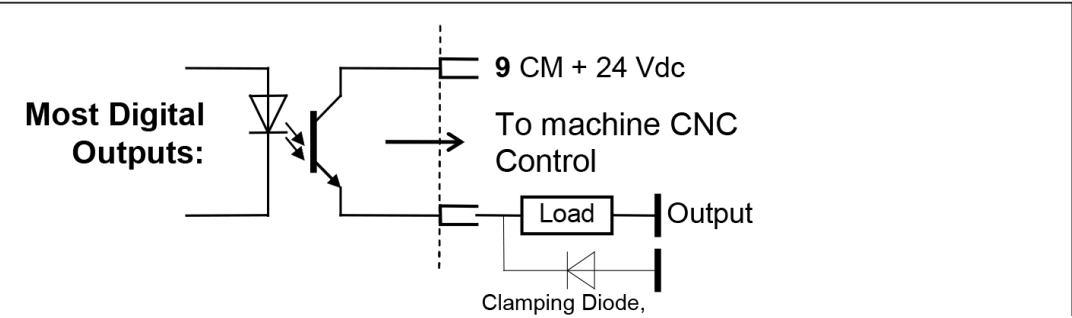 9 CM + 24 Vdc
Most Digital
Outputs:
To machine CNC
Control
Load
Output
Clamping Diode,